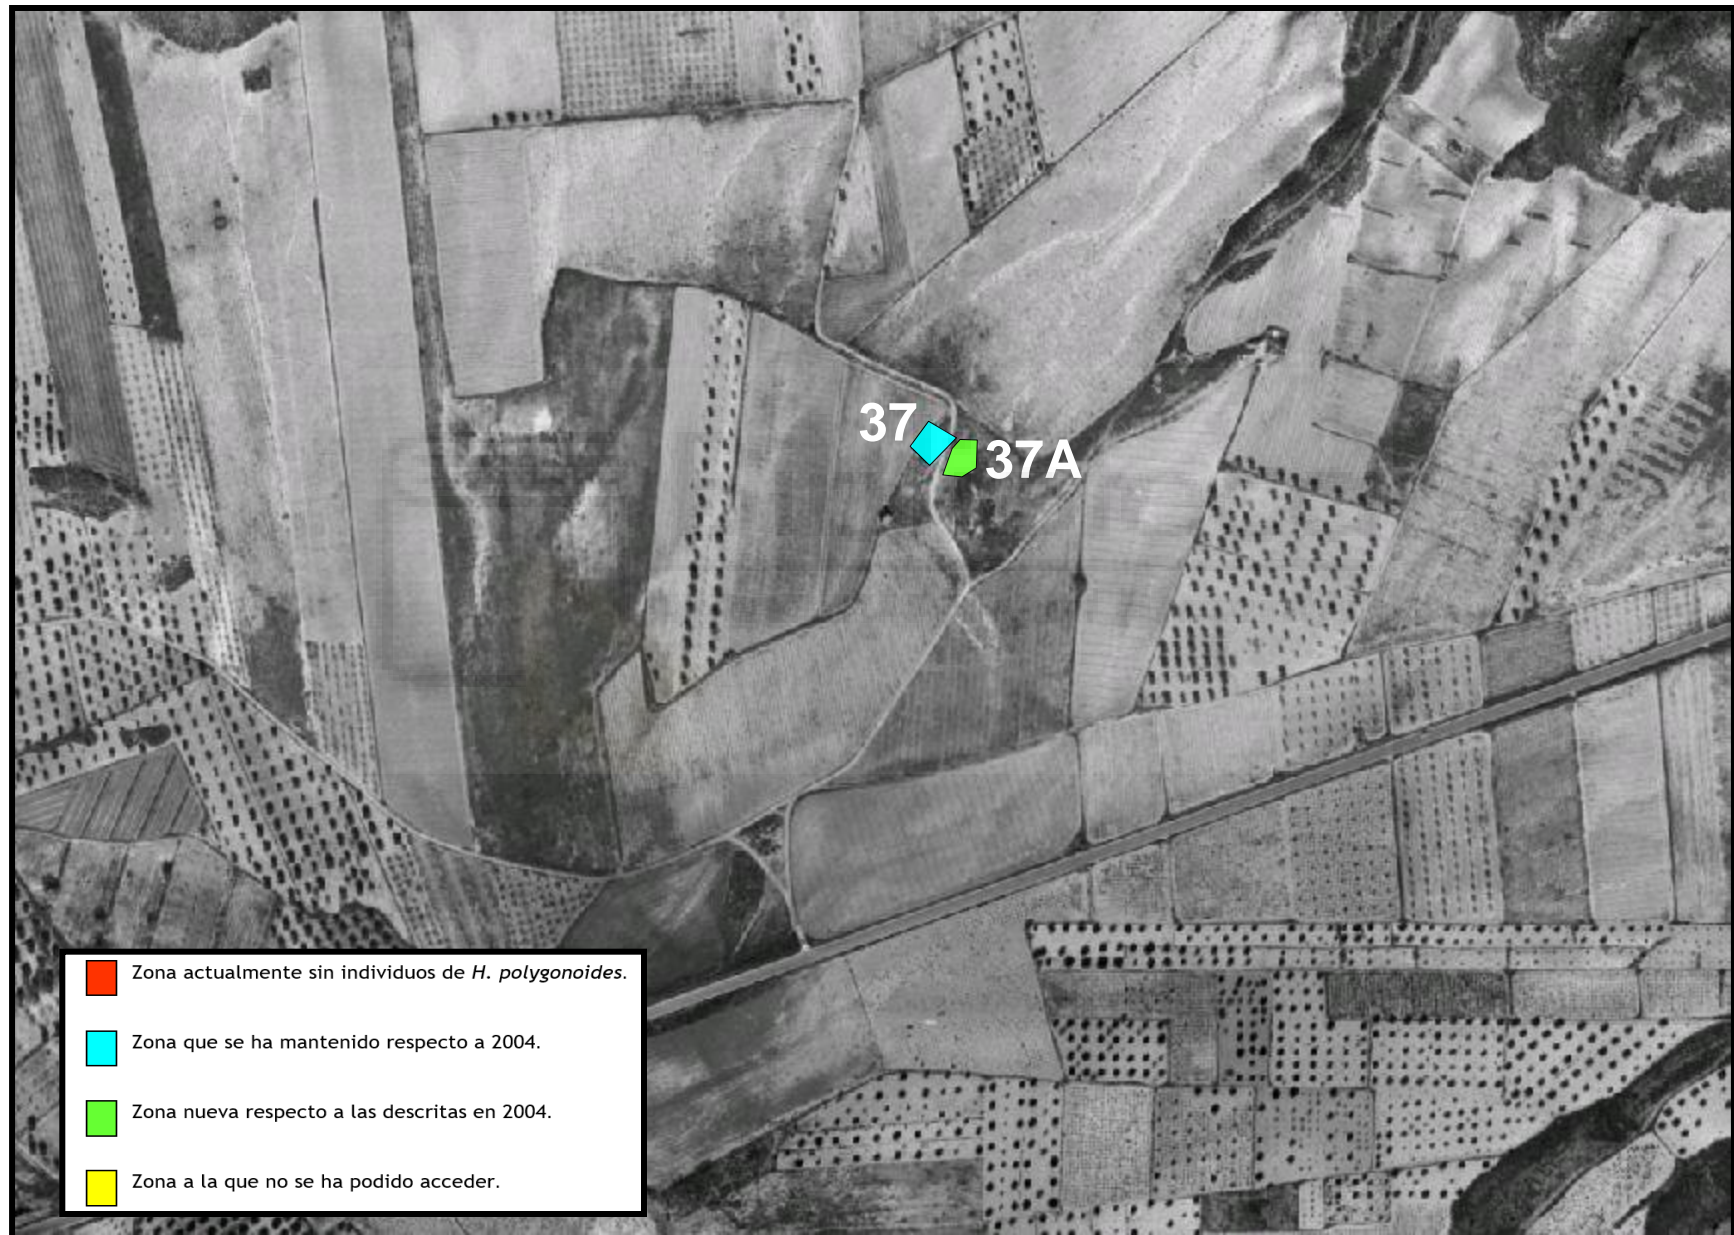 37
37A
Zona actualmente sin individuos de H. polygonoides.
Zona que se ha mantenido respecto a 2004.
Zona nueva respecto a las descritas en 2004.
Zona a la que no se ha podido acceder.